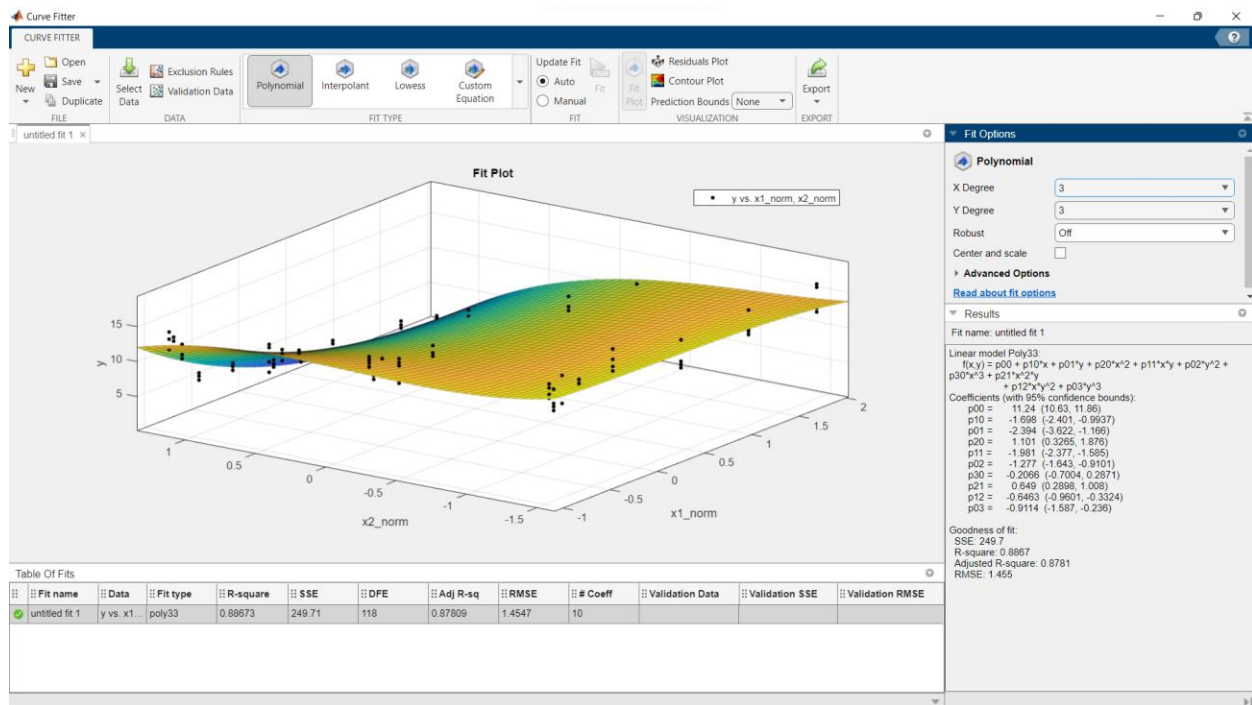 Curve Fitter
CURVE FITTER
New
Open
Save
Duplicate
FILE
Select Data
Exclusion Rules
Validation Data
DATA
Polynomial
Interpolant
Lowess
Custom Equation
FIT TYPE
Update Fit
Auto
Manual
Fit
FIT
Fit Plot
Residuals Plot
Contour Plot
Prediction Bounds None
VISUALIZATION
Export
EXPORT
untitled fit 1 ×
Fit Plot
y vs. x1_norm, x2_norm
15
10
5
y
1
0.5
0
-0.5
-1
-1.5
x2_norm
-1
-0.5
0
0.5
1
1.5
2
x1_norm
Fit Options
Polynomial
X Degree 3
Y Degree 3
Robust Off
Center and scale
Advanced Options
Read about fit options
Results
Fit name: untitled fit 1
Linear model Poly33:
f(x,y) = p00 + p10*x + p01*y + p20*x^2 + p11*x*y + p02*y^2 +
p30*x^3 + p21*x^2*y
+ p12*x*y^2 + p03*y^3
Coefficients (with 95% confidence bounds):
p00 = 11.24 (10.63, 11.86)
p10 = -1.698 (-2.401, -0.9937)
p01 = -2.394 (-3.622, -1.166)
p20 = 1.101 (0.3265, 1.876)
p11 = -1.981 (-2.377, -1.585)
p02 = -1.277 (-1.643, -0.9101)
p30 = -0.2066 (-0.7004, 0.2871)
p21 = 0.649 (0.2898, 1.008)
p12 = -0.6463 (-0.9601, -0.3324)
p03 = -0.9114 (-1.587, -0.236)
Goodness of fit:
SSE: 249.7
R-square: 0.8867
Adjusted R-square: 0.8781
RMSE: 1.455
Table Of Fits
Fit name Data Fit type R-square SSE DFE Adj R-sq RMSE # Coeff Validation Data Validation SSE Validation RMSE
untitled fit 1 y vs. x1... poly33 0.88673 249.71 118 0.87809 1.4547 10